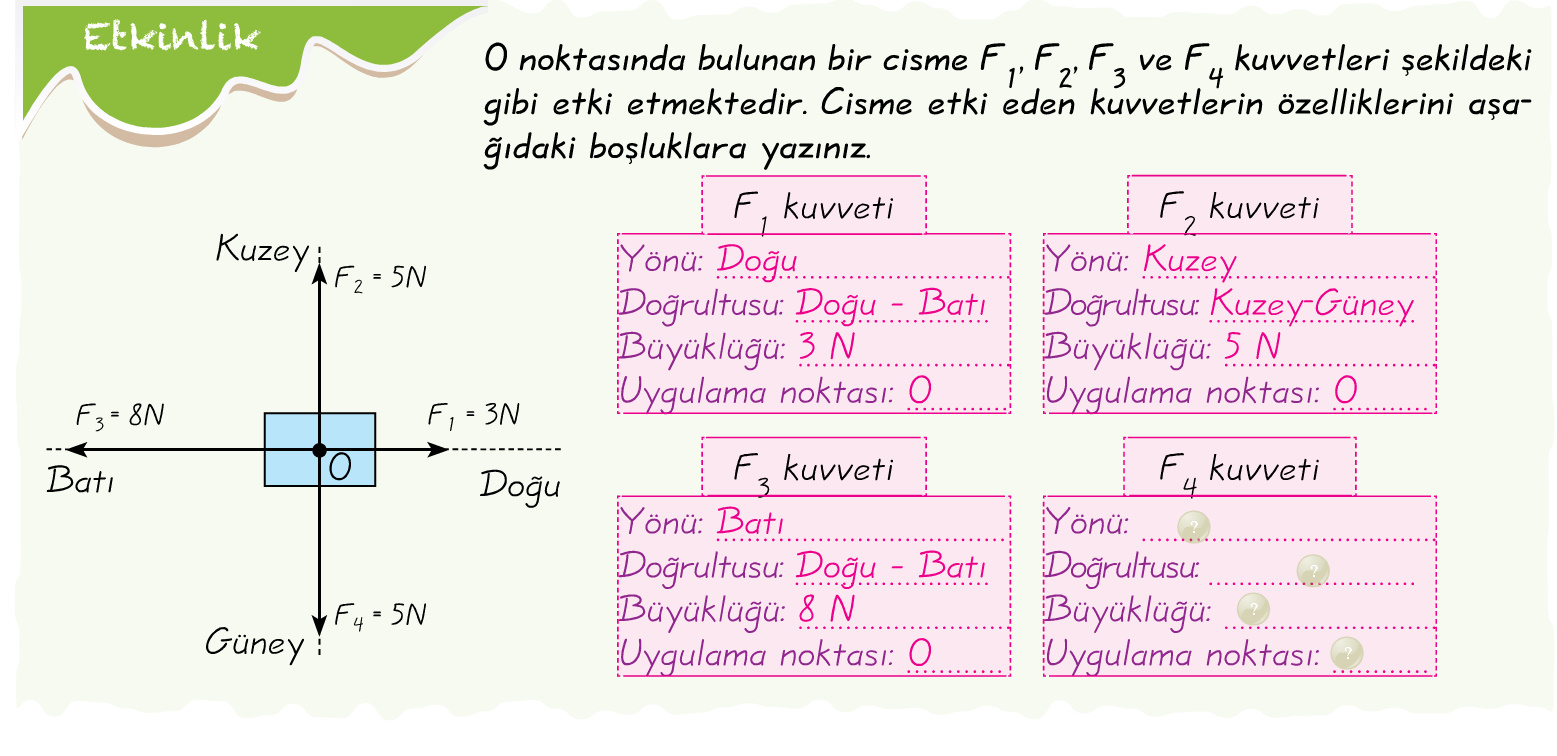 Etkinlik
O noktasında bulunan bir cisme F1, F2, F3 ve F4 kuvvetleri şekildeki
gibi etki etmektedir. Cisme etki eden kuvvetlerin özelliklerini aşa-
ğıdaki boşluklara yazınız.
Kuzey
F2 = 5N
F3 = 8N
F1 = 3N
O
Batı
Doğu
F4 = 5N
Güney
F1 kuvveti
Yönü: Doğu
Doğrultusu: Doğu - Batı
Büyüklüğü: 3 N
Uygulama noktası: O
F2 kuvveti
Yönü: Kuzey
Doğrultusu: Kuzey-Güney
Büyüklüğü: 5 N
Uygulama noktası: O
F3 kuvveti
Yönü: Batı
Doğrultusu: Doğu - Batı
Büyüklüğü: 8 N
Uygulama noktası: O
F4 kuvveti
Yönü: ?
Doğrultusu: ?
Büyüklüğü: ?
Uygulama noktası: ?